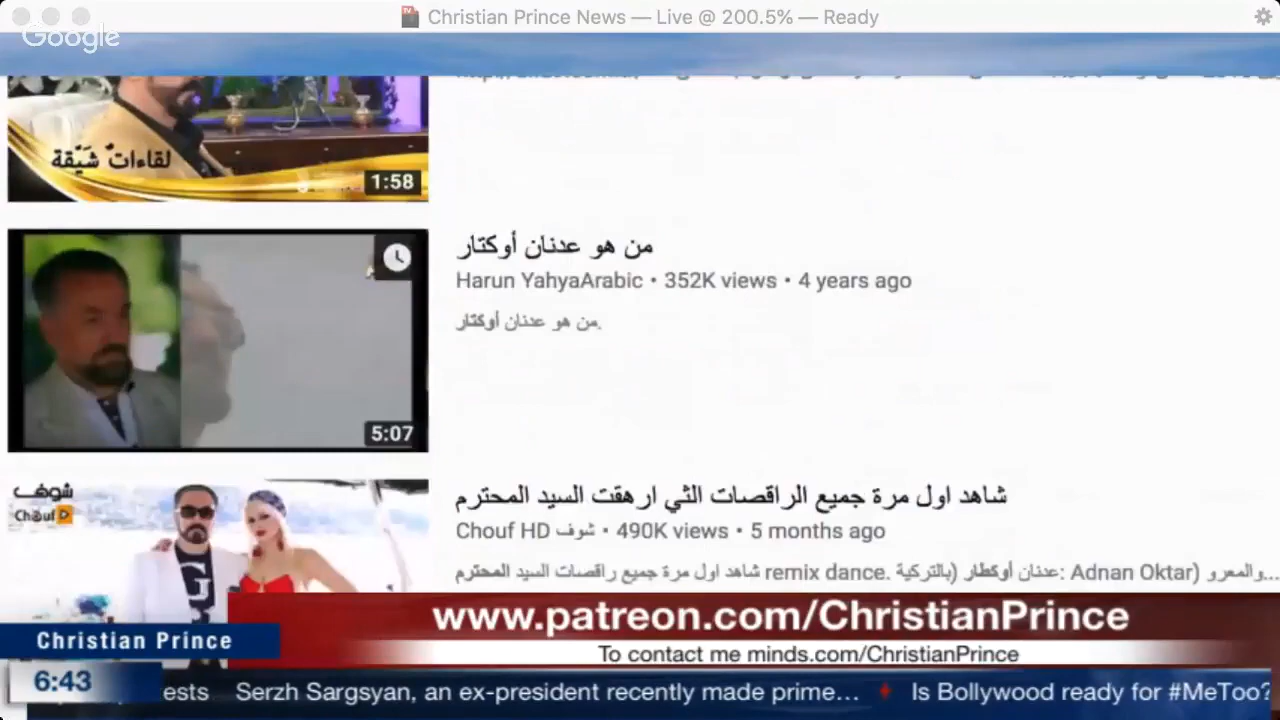 Christian Prince News — Live @ 200.5% — Ready
Google
لقاءات شيّقة
1:58
من هو عدنان أوكتار
Harun YahyaArabic • 352K views • 4 years ago
من هو عدنان أوكتار.
5:07
شوف
Chouf
شاهد اول مرة جميع الراقصات الثي ارهقت السيد المحترم
Chouf HD شوف • 490K views • 5 months ago
شاهد اول مرة جميع راقصات السيد المحترم remix dance. عدنان أوكطار (بالتركية: Adnan Oktar) والمعرو...
www.patreon.com/ChristianPrince
Christian Prince
To contact me minds.com/ChristianPrince
6:43
ests Serzh Sargsyan, an ex-president recently made prime... Is Bollywood ready for #MeToo?